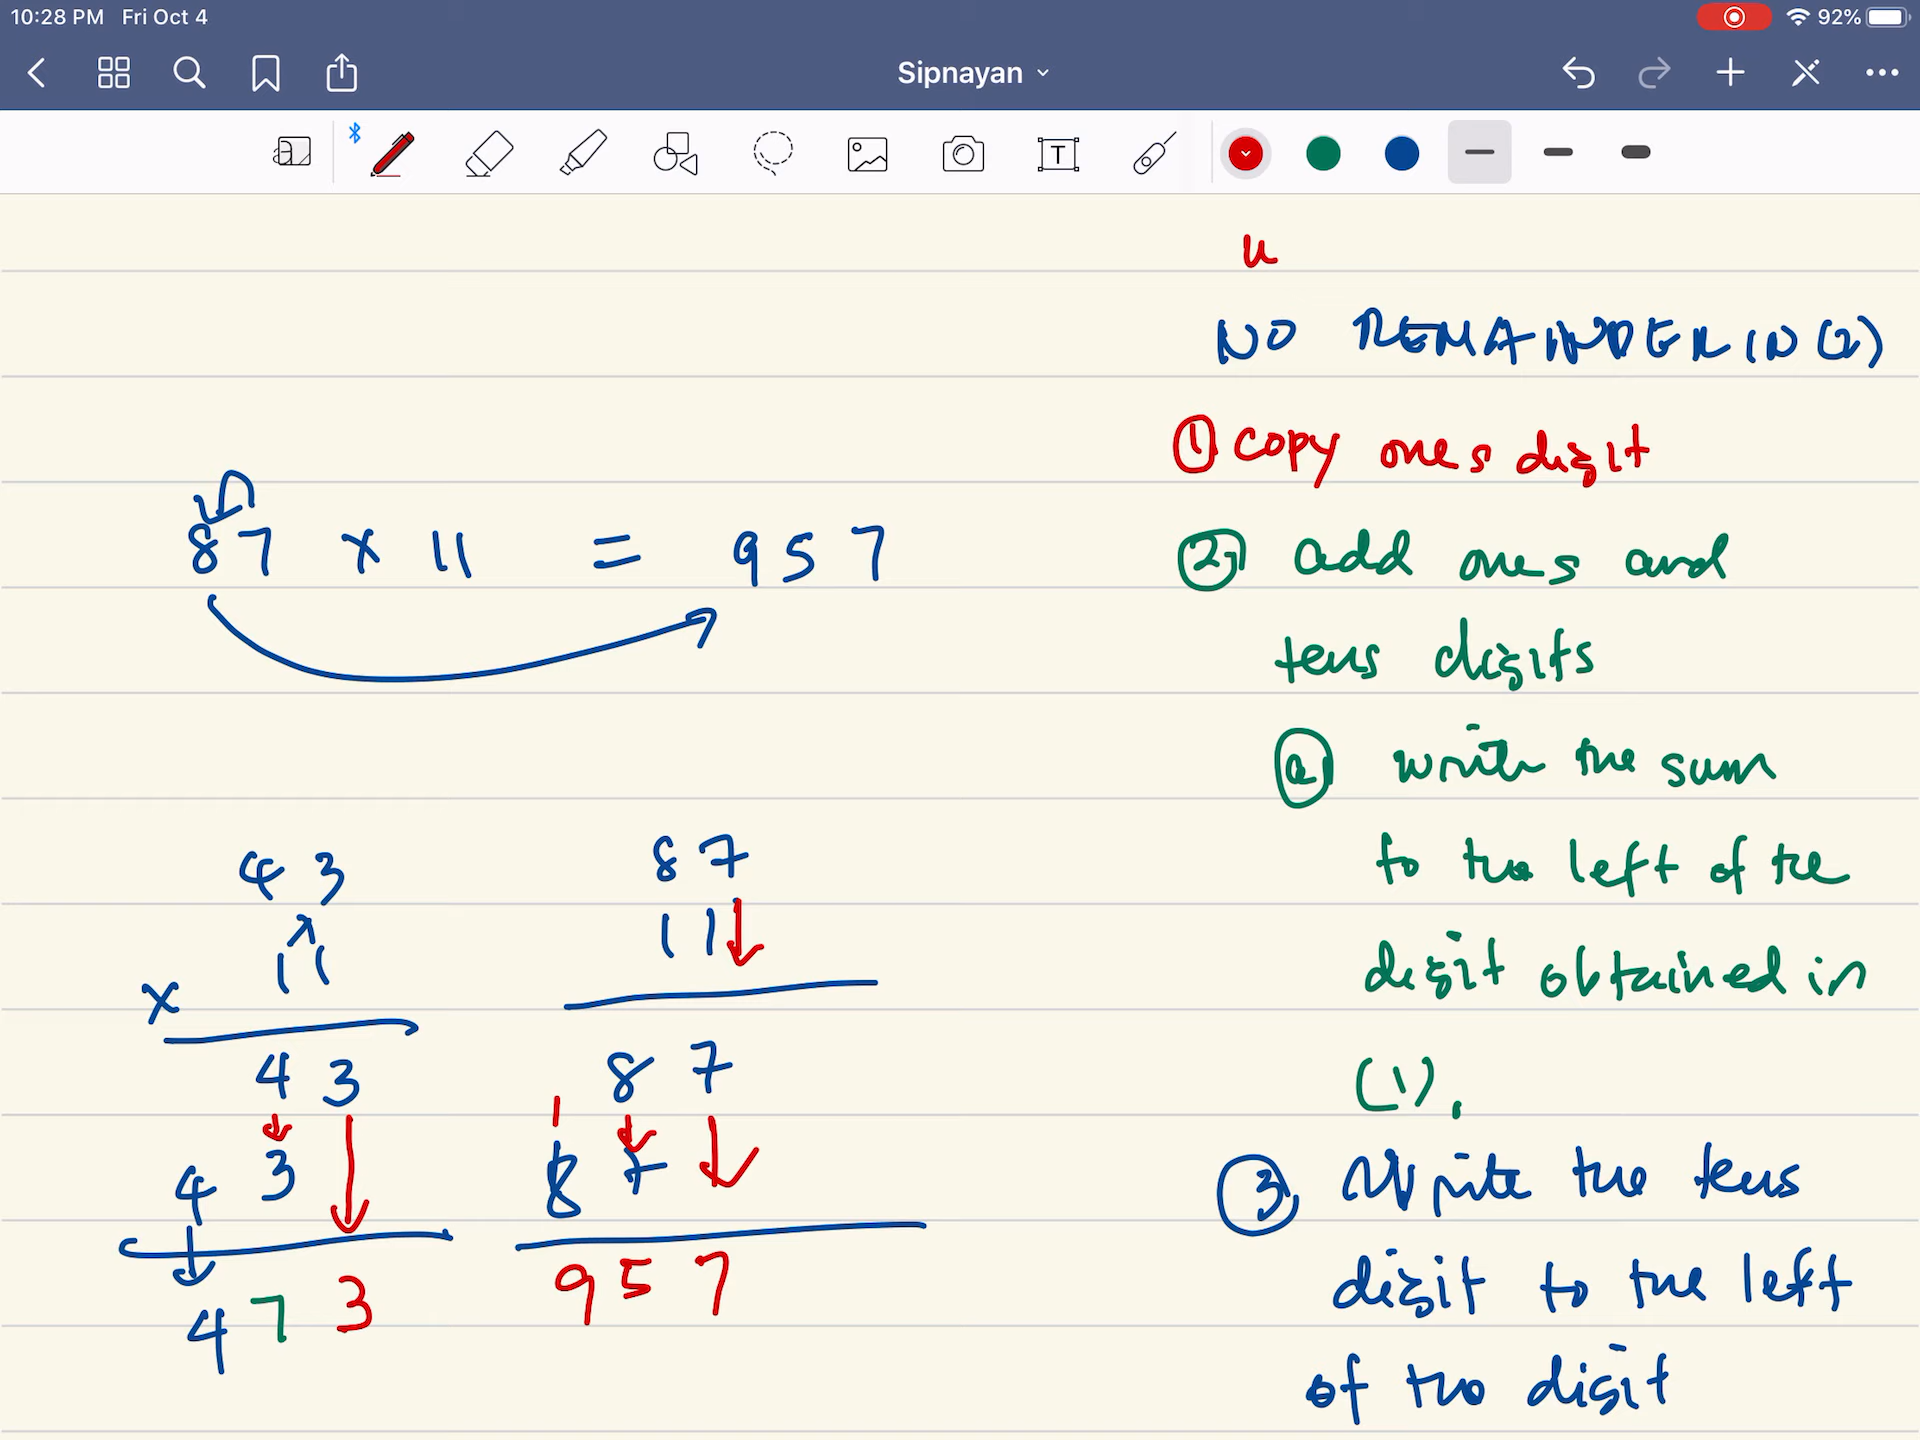 10:28 PM Fri Oct 4
92%
Sipnayan
u
NO REMAINDER IN (2)
① copy ones digit
87 x 11 = 957
② add ones and
tens digits
ⓐ write the sum
to the left of the
digit obtained in
(1).
③ Write the tens
digit to the left
of the digit
43
x 11
43
43
473
87
11
87
1
87
957